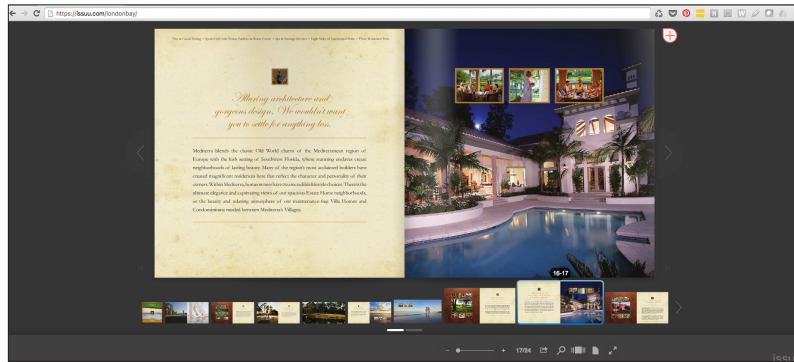 https://issuu.com/londonbay/
Alluring architecture and
gorgeous design. We wouldn't want
you to settle for anything less.
Mediterra blends the classic Old World charm of the Mediterranean region of
Europe with the lush setting of Southwest Florida, where stunning enclaves create
neighborhoods of lasting beauty. Many of the region's most acclaimed builders have
created magnificent residences here that reflect the character and personality of their
owners. Within Mediterra, homeowners have incredible lifestyle choices. There's the
ultimate elegance and captivating views of our spacious Estate Home neighborhoods,
or the beauty and relaxing atmosphere of our maintenance-free Villa Homes and
Condominiums nestled between Mediterra's Villages.
16-17
17/24
issuu